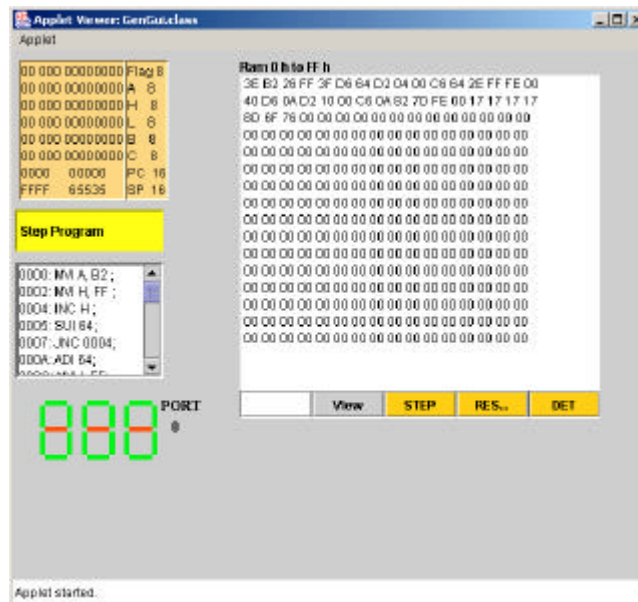 Applet Viewer: GenGui.class
Applet
00 000 00000000 Flag 8
00 000 00000000 A 8
00 000 00000000 H 8
00 000 00000000 L 8
00 000 00000000 B 8
00 000 00000000 C 8
0000 00000 PC 16
FFFF 65535 SP 16
Step Program
0000: MVI A, B2 ;
0002: MVI H, FF ;
0004: INC H ;
0005: SUI 64 ;
0007: JNC 0004;
000A: ADI 64;
PORT
0
Ram 0 h to FF h
3E B2 26 FF 3F D6 64 D2 04 00 C6 64 2E FF FE 00
40 D6 0A D2 10 00 C6 0A 82 7D FE 00 17 17 17 17
8D 6F 76 00 00 00 00 00 00 00 00 00 00 00 00 00
00 00 00 00 00 00 00 00 00 00 00 00 00 00 00 00
00 00 00 00 00 00 00 00 00 00 00 00 00 00 00 00
00 00 00 00 00 00 00 00 00 00 00 00 00 00 00 00
00 00 00 00 00 00 00 00 00 00 00 00 00 00 00 00
00 00 00 00 00 00 00 00 00 00 00 00 00 00 00 00
00 00 00 00 00 00 00 00 00 00 00 00 00 00 00 00
00 00 00 00 00 00 00 00 00 00 00 00 00 00 00 00
00 00 00 00 00 00 00 00 00 00 00 00 00 00 00 00
00 00 00 00 00 00 00 00 00 00 00 00 00 00 00 00
00 00 00 00 00 00 00 00 00 00 00 00 00 00 00 00
00 00 00 00 00 00 00 00 00 00 00 00 00 00 00 00
00 00 00 00 00 00 00 00 00 00 00 00 00 00 00 00
00 00 00 00 00 00 00 00 00 00 00 00 00 00 00 00
View STEP RES... DET
Applet started.